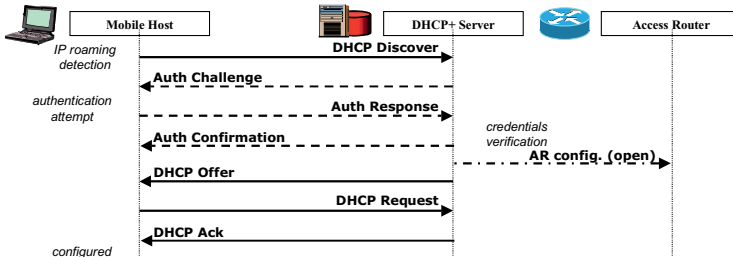 Mobile Host
DHCP+ Server
Access Router
IP roaming
detection
DHCP Discover
Auth Challenge
authentication
attempt
Auth Response
Auth Confirmation
credentials
verification
AR config. (open)
DHCP Offer
DHCP Request
DHCP Ack
configured